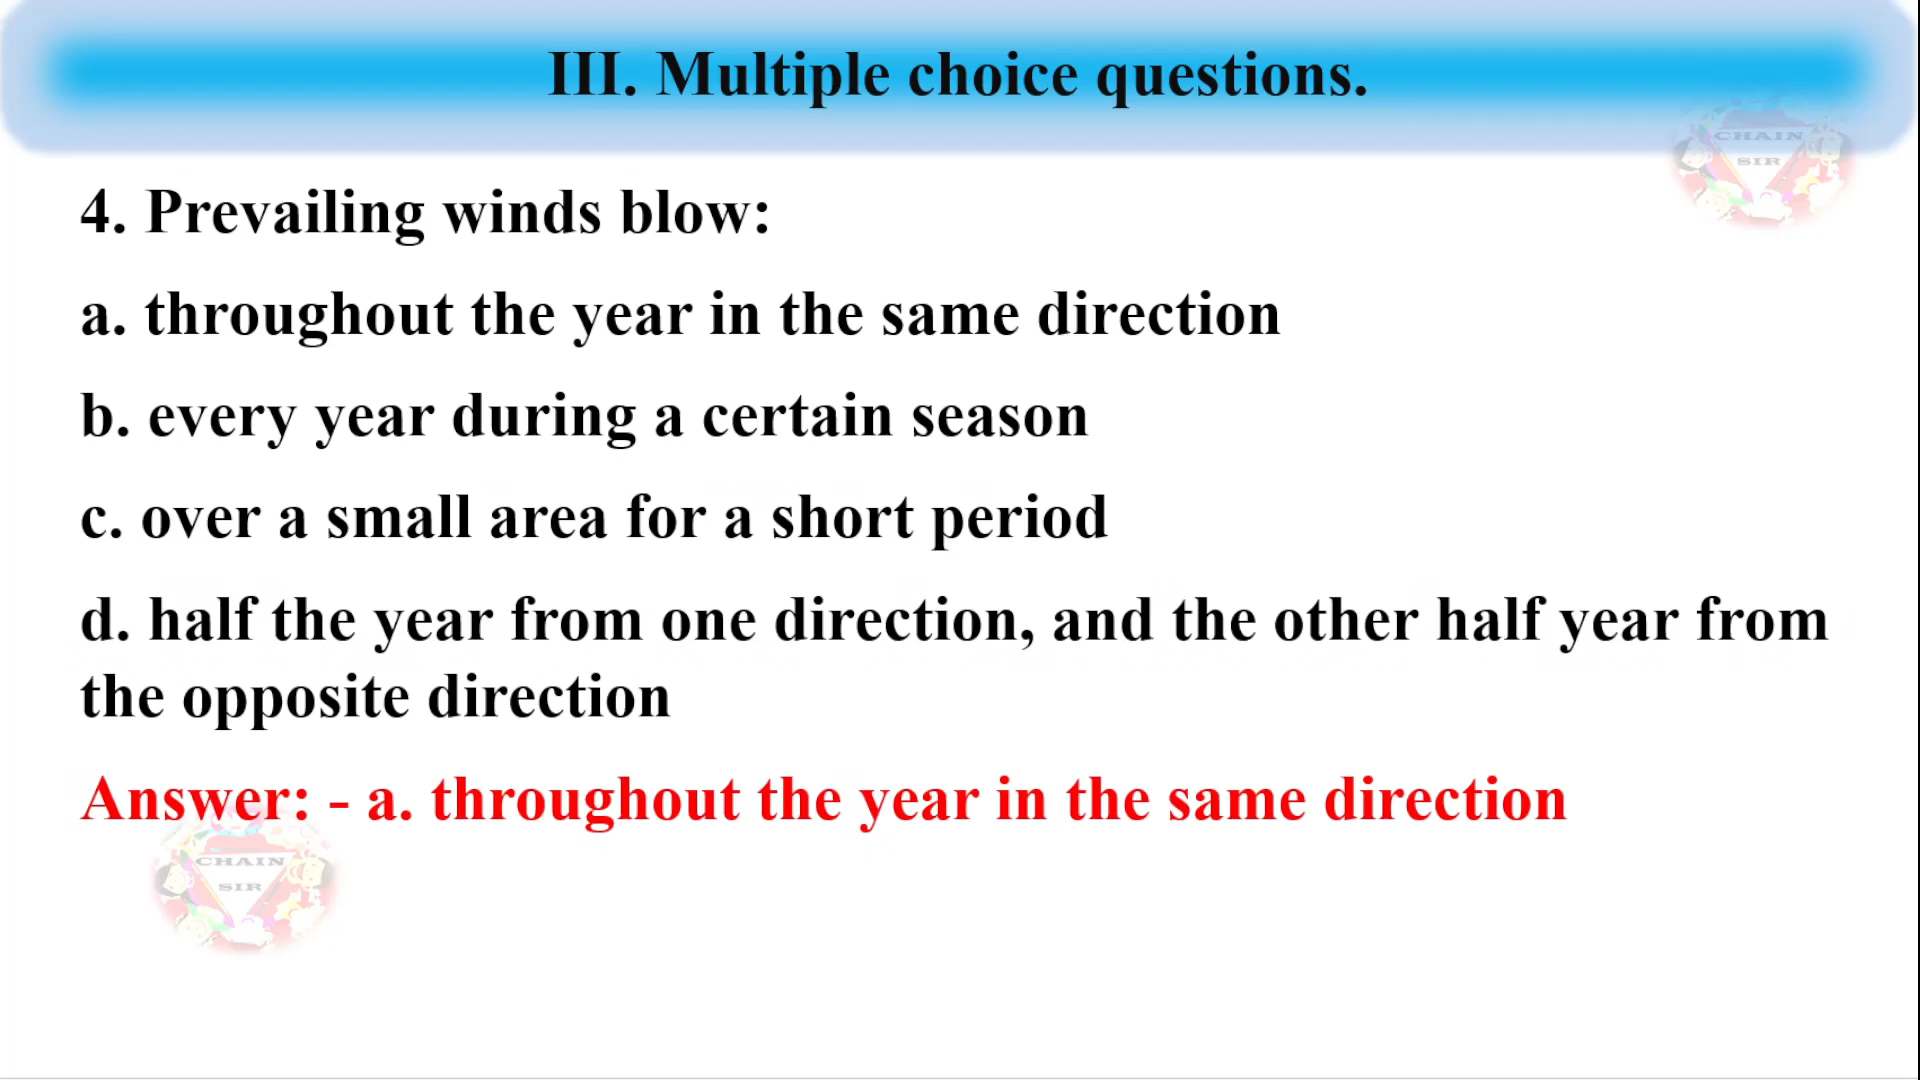 III. Multiple choice questions.
CHAIN
SIR
4. Prevailing winds blow:
a. throughout the year in the same direction
b. every year during a certain season
c. over a small area for a short period
d. half the year from one direction, and the other half year from
the opposite direction
Answer: - a. throughout the year in the same direction
CHAIN
SIR